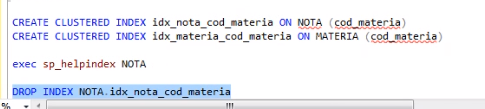 CREATE CLUSTERED INDEX idx_nota_cod_materia ON NOTA (cod_materia)
CREATE CLUSTERED INDEX idx_materia_cod_materia ON MATERIA (cod_materia)
exec sp_helpindex NOTA
DROP INDEX NOTA.idx_nota_cod_materia
%